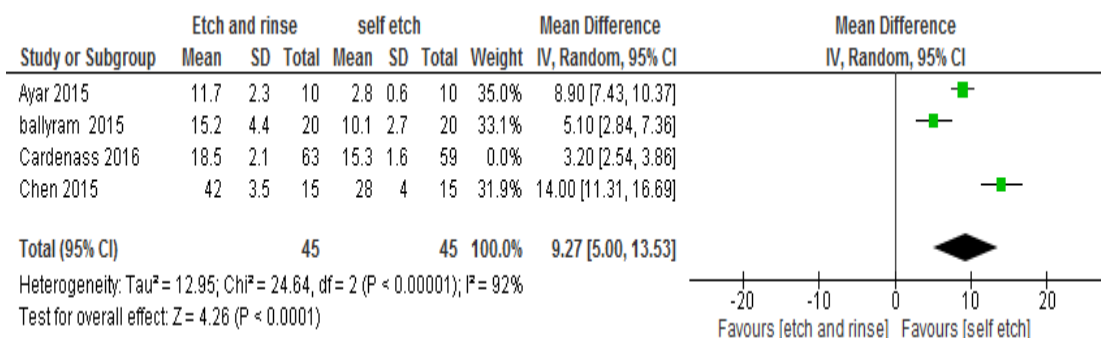 Etch and rinse self etch Mean Difference Mean Difference
Study or Subgroup Mean SD Total Mean SD Total Weight IV, Random, 95% CI IV, Random, 95% CI
Ayar 2015 11.7 2.3 10 2.8 0.6 10 35.0% 8.90 [7.43, 10.37]
ballyram 2015 15.2 4.4 20 10.1 2.7 20 33.1% 5.10 [2.84, 7.36]
Cardenass 2016 18.5 2.1 63 15.3 1.6 59 0.0% 3.20 [2.54, 3.86]
Chen 2015 42 3.5 15 28 4 15 31.9% 14.00 [11.31, 16.69]
Total (95% CI) 45 45 100.0% 9.27 [5.00, 13.53]
Heterogeneity: Tau² = 12.95; Chi² = 24.64, df = 2 (P < 0.00001); I² = 92%
Test for overall effect: Z = 4.26 (P < 0.0001)
-20 -10 0 10 20
Favours [etch and rinse] Favours [self etch]